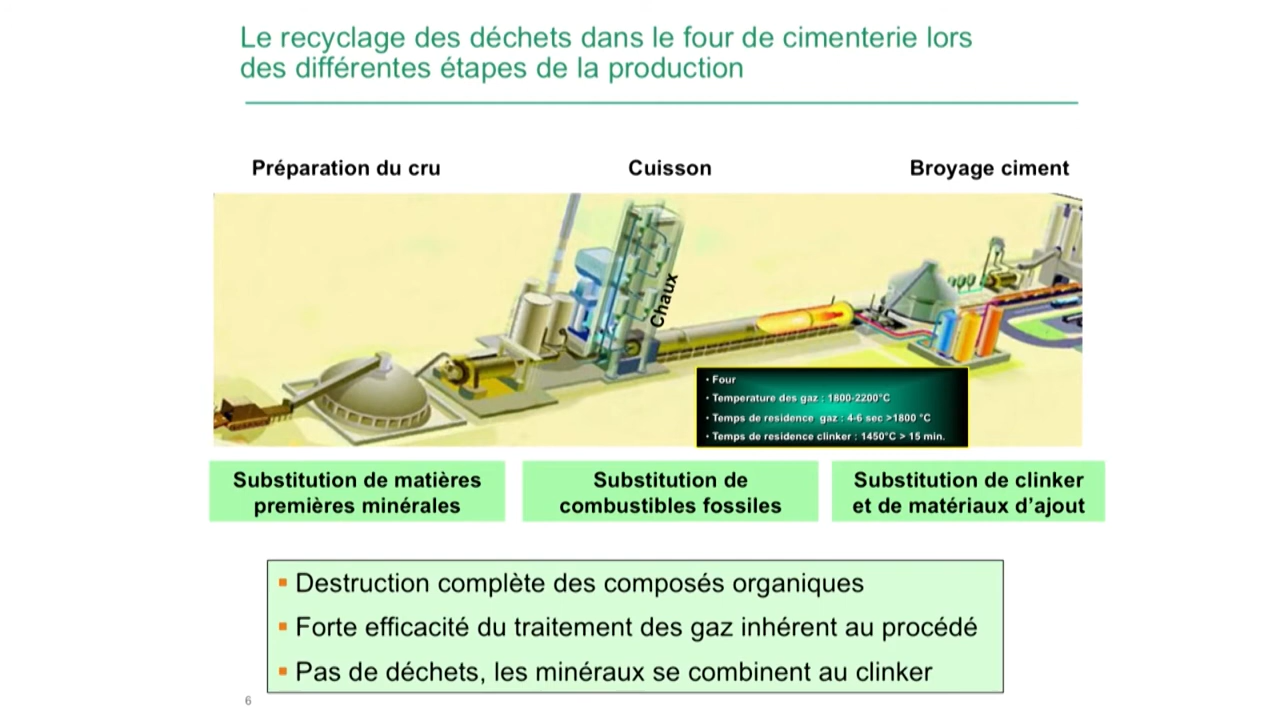 Le recyclage des déchets dans le four de cimenterie lors
des différentes étapes de la production
Préparation du cru
Cuisson
Broyage ciment
Chaux
• Four
• Temperature des gaz : 1800-2200°C
• Temps de residence gaz : 4-6 sec >1800 °C
• Temps de residence clinker : 1450°C > 15 min.
Substitution de matières
premières minérales
Substitution de
combustibles fossiles
Substitution de clinker
et de matériaux d’ajout
▪ Destruction complète des composés organiques
▪ Forte efficacité du traitement des gaz inhérent au procédé
▪ Pas de déchets, les minéraux se combinent au clinker
6